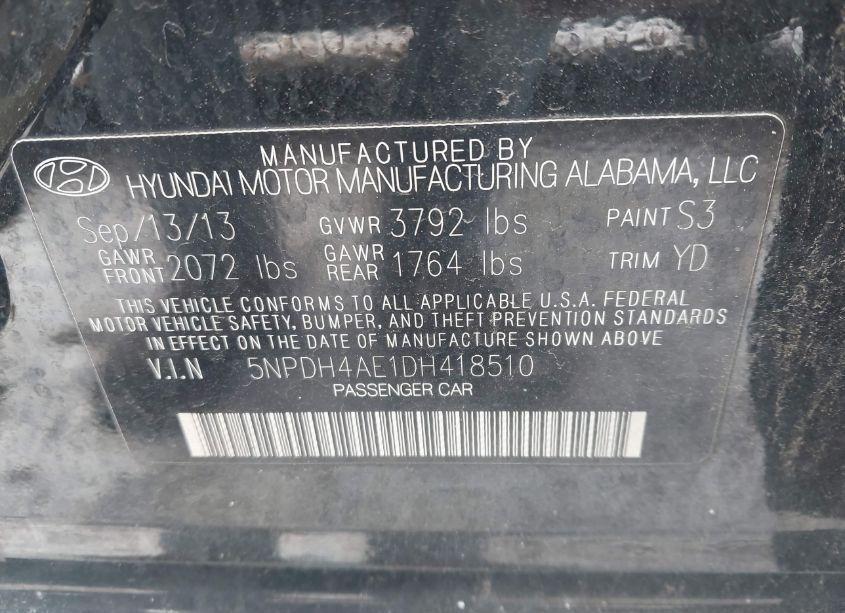 MANUFACTURED BY
HYUNDAI MOTOR MANUFACTURING ALABAMA, LLC
Sep/13/13 GVWR 3792 lbs PAINT S3
GAWR FRONT 2072 lbs GAWR REAR 1764 lbs TRIM YD
THIS VEHICLE CONFORMS TO ALL APPLICABLE U.S.A. FEDERAL
MOTOR VEHICLE SAFETY, BUMPER, AND THEFT PREVENTION STANDARDS
IN EFFECT ON THE DATE OF MANUFACTURE SHOWN ABOVE
V.I.N 5NPDH4AE1DH418510
PASSENGER CAR